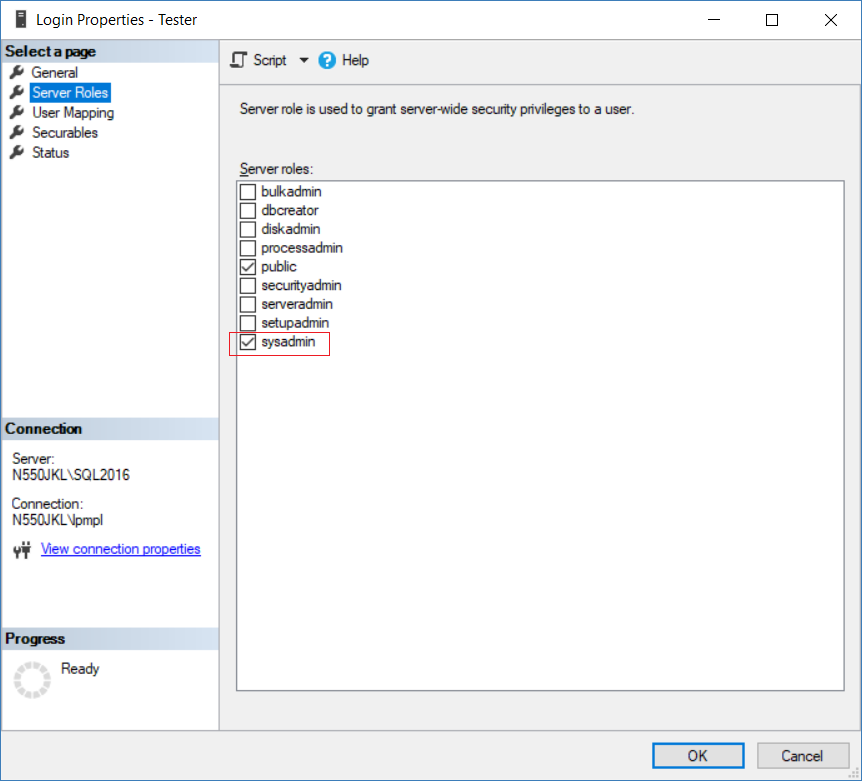 Login Properties - Tester
Select a page
General
Server Roles
User Mapping
Securables
Status
Script
Help
Server role is used to grant server-wide security privileges to a user.
Server roles:
bulkadmin
dbcreator
diskadmin
processadmin
public
securityadmin
serveradmin
setupadmin
sysadmin
Connection
Server:
N550JKL\SQL2016
Connection:
N550JKL\lpmpl
View connection properties
Progress
Ready
OK
Cancel